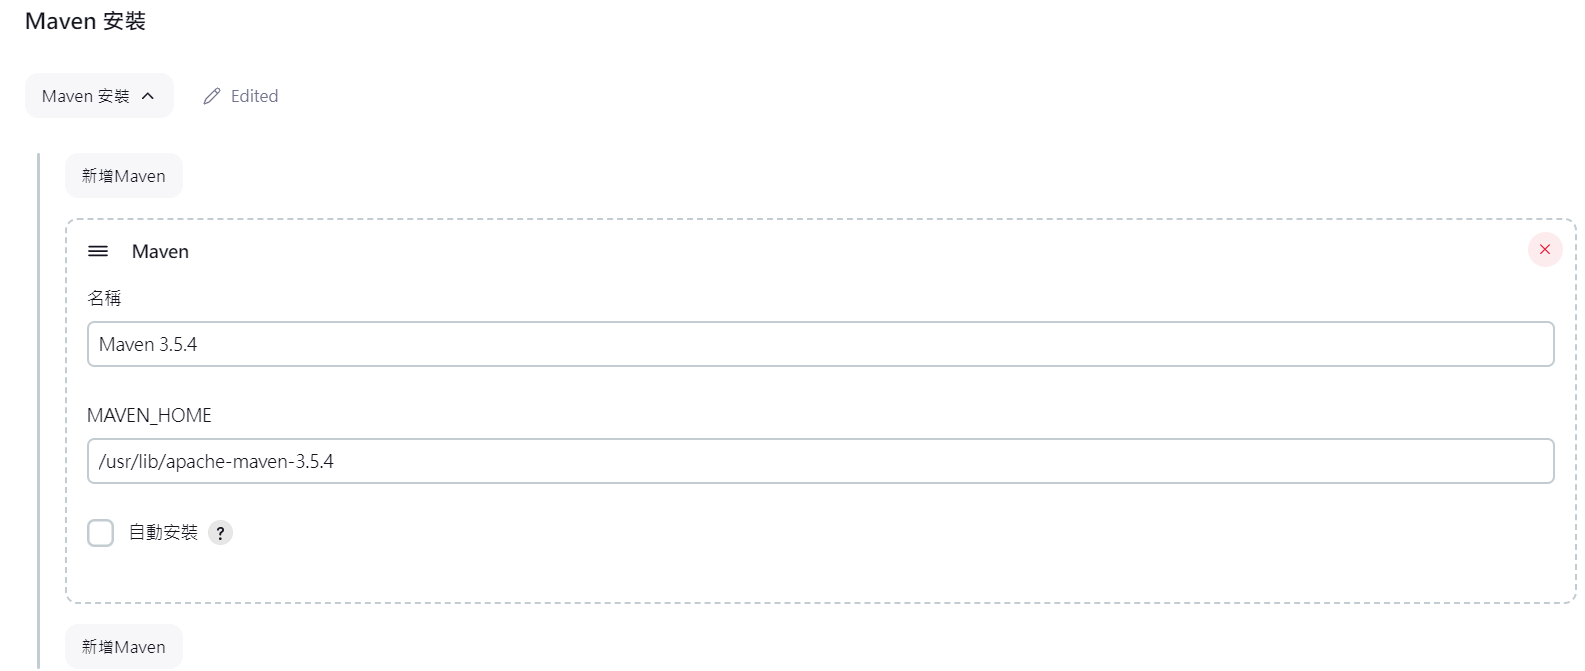 Maven 安裝
Maven 安裝
Edited
新增Maven
Maven
名稱
Maven 3.5.4
MAVEN_HOME
/usr/lib/apache-maven-3.5.4
自動安裝 ?
新增Maven